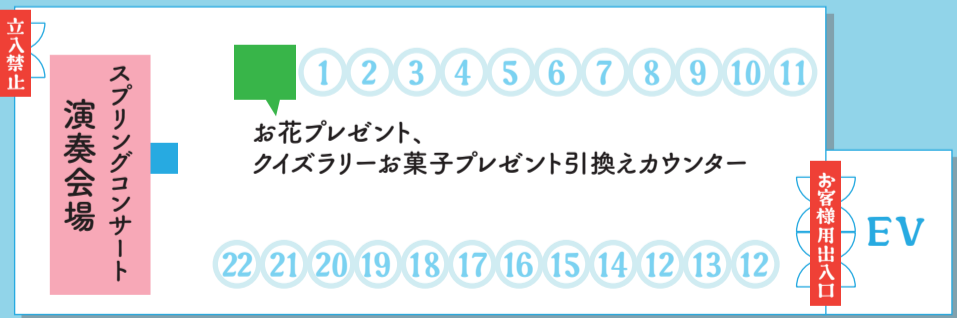 立入禁止
スプリングコンサート
演奏会場
1 2 3 4 5 6 7 8 9 10 11
お花プレゼント、
クイズラリーお菓子プレゼント引換えカウンター
お客様用出入口
EV
22 21 20 19 18 17 16 15 14 12 13 12